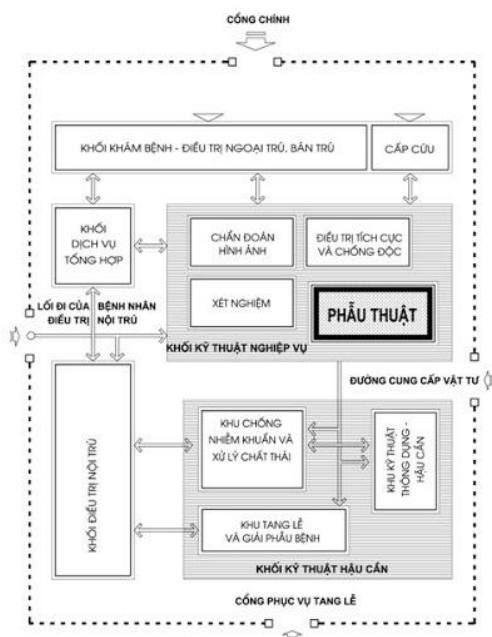 CỔNG CHÍNH
KHỐI KHÁM BỆNH - ĐIỀU TRỊ NGOẠI TRÚ, BÁN TRÚ
CẤP CỨU
KHỐI
DỊCH VỤ
TỔNG HỢP
CHẨN ĐOÁN
HÌNH ẢNH
ĐIỀU TRỊ TÍCH CỰC
VÀ CHỐNG ĐỘC
LỐI ĐI CỦA BỆNH NHÂN
ĐIỀU TRỊ NỘI TRÚ
XÉT NGHIỆM
PHẪU THUẬT
KHỐI KỸ THUẬT NGHIỆP VỤ
ĐƯỜNG CUNG CẤP VẬT TƯ
KHỐI ĐIỀU TRỊ NỘI TRÚ
KHU CHỐNG
NHIỄM KHUẨN VÀ
XỬ LÝ CHẤT THẢI
KHU KỸ THUẬT
THÔNG DỤNG -
HẬU CẦN
KHU TANG LỄ
VÀ GIẢI PHẪU BỆNH
KHỐI KỸ THUẬT HẬU CẦN
CỔNG PHỤC VỤ TANG LỄ